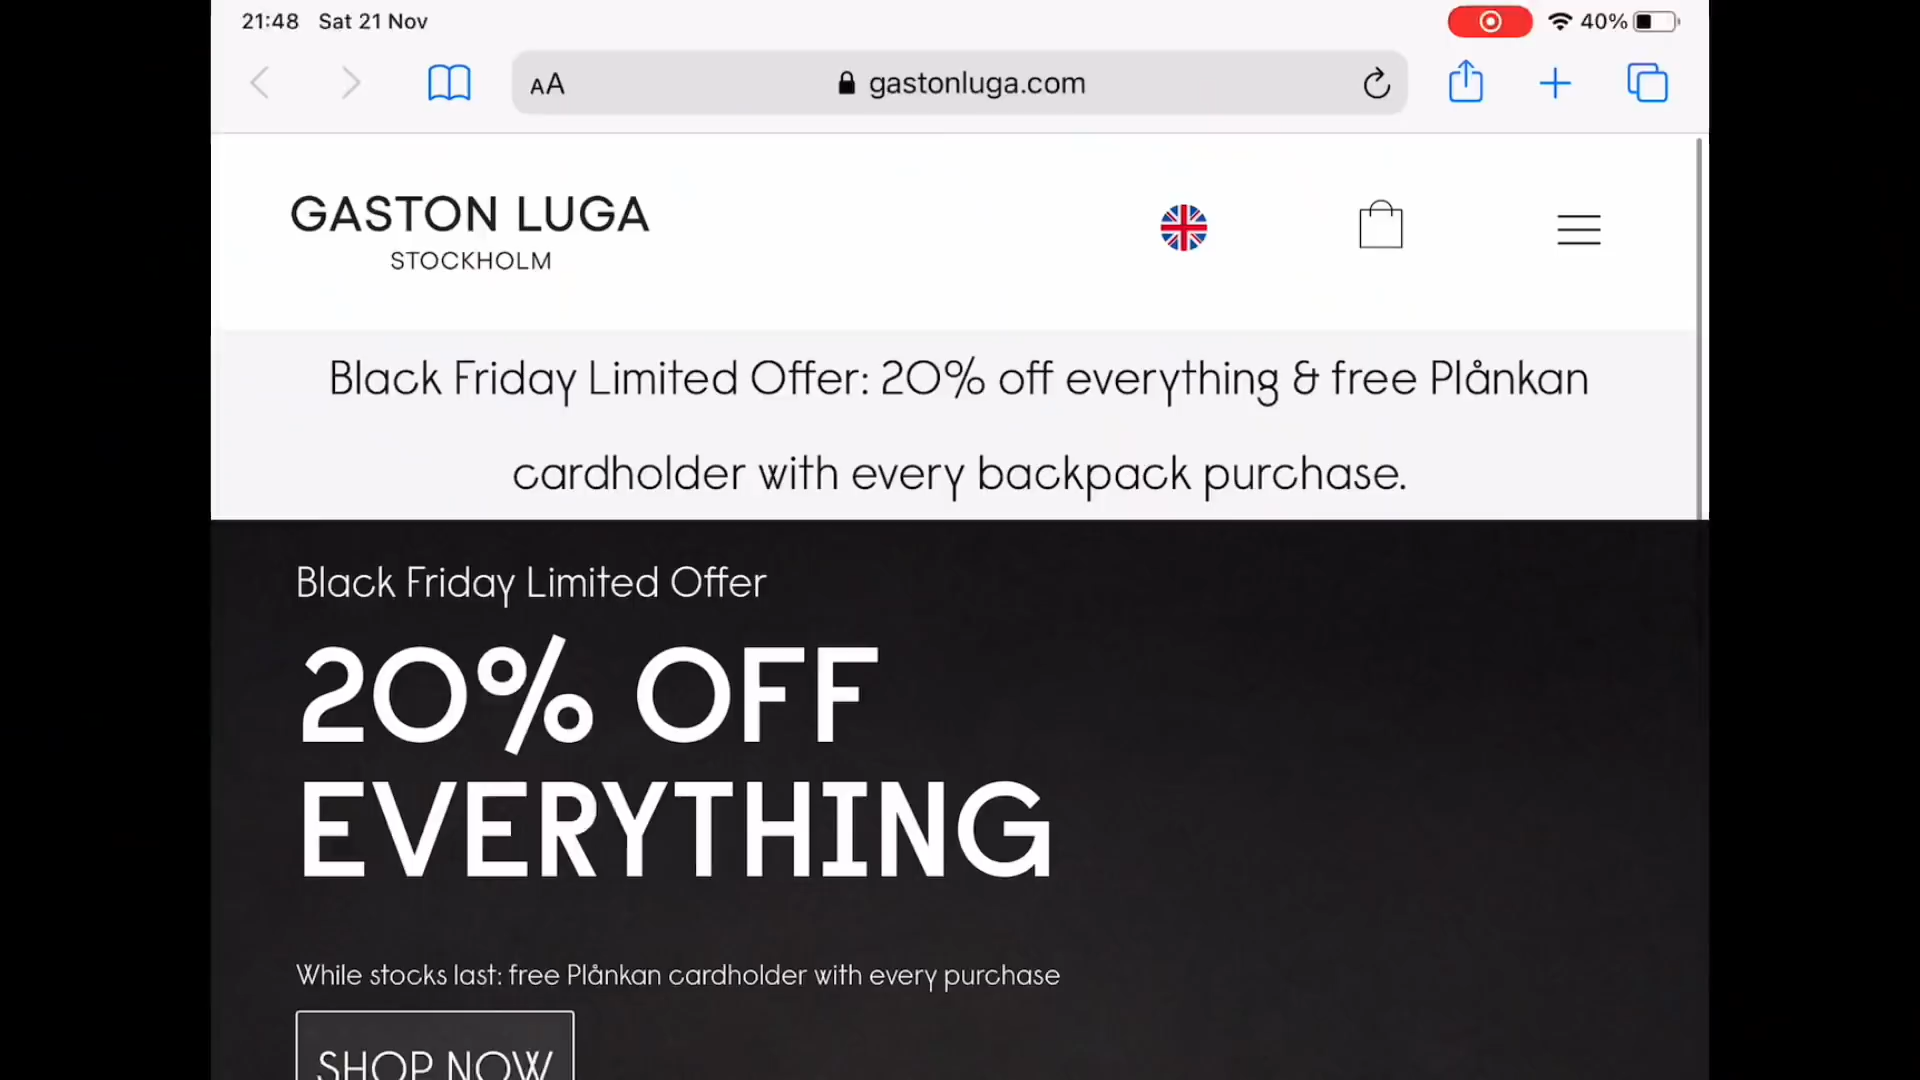 21:48 Sat 21 Nov
40%
AA
gastonluga.com
GASTON LUGA
STOCKHOLM
Black Friday Limited Offer: 20% off everything & free Plånkan
cardholder with every backpack purchase.
Black Friday Limited Offer
20% OFF
EVERYTHING
While stocks last: free Plånkan cardholder with every purchase
SHOP NOW